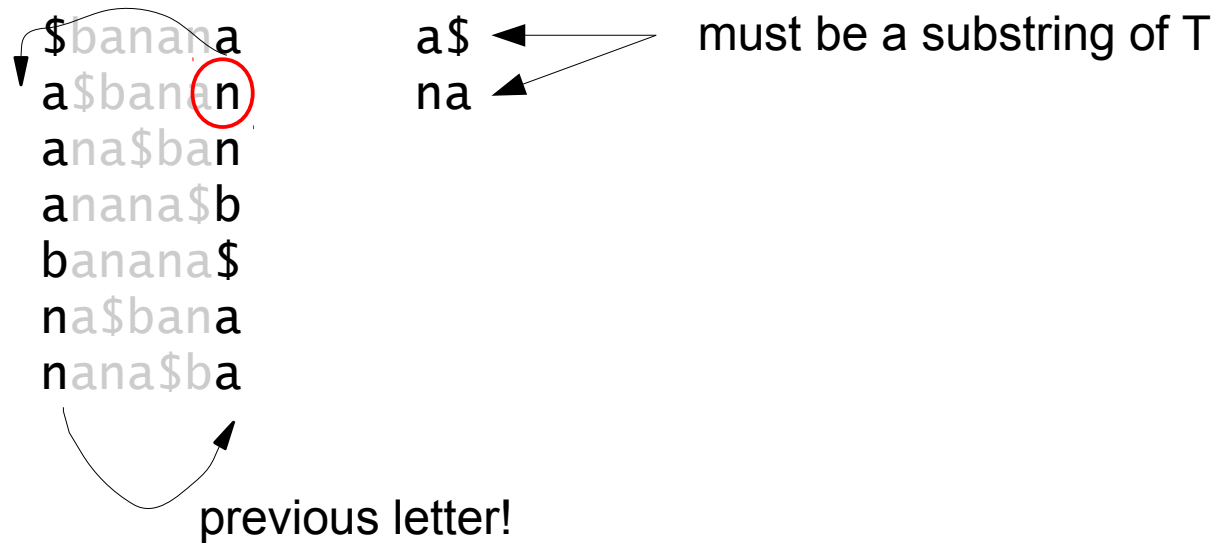 $banana a$ must be a substring of T
a$banan na
ana$ban
anana$b
banana$
na$bana
nana$ba
previous letter!